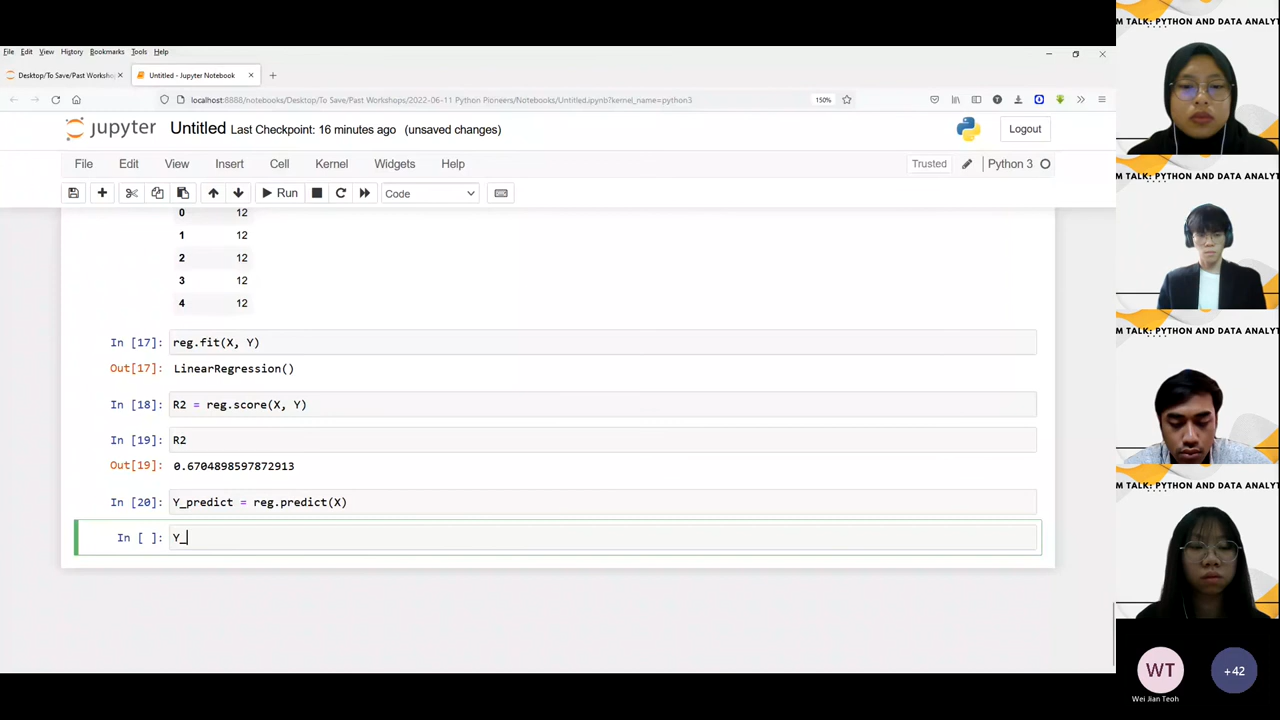 File Edit View History Bookmarks Tools Help
Desktop/To Save/Past Worksho
Untitled - Jupyter Notebook
localhost:8888/notebooks/Desktop/To Save/Past Workshops/2022-06-11 Python Pioneers/Notebooks/Untitled.ipynb?kernel_name=python3
150%
jupyter Untitled Last Checkpoint: 16 minutes ago (unsaved changes)
Logout
File Edit View Insert Cell Kernel Widgets Help
Trusted
Python 3
Run
Code
0 12
1 12
2 12
3 12
4 12
In [17]: reg.fit(X, Y)
Out[17]: LinearRegression()
In [18]: R2 = reg.score(X, Y)
In [19]: R2
Out[19]: 0.6704898597872913
In [20]: Y_predict = reg.predict(X)
In [ ]: Y_
M TALK: PYTHON AND DATA ANALYT
M TALK: PYTHON AND DATA ANALYT
M TALK: PYTHON AND DATA ANALYT
M TALK: PYTHON AND DATA ANALYT
WT
Wei Jian Teoh
+42